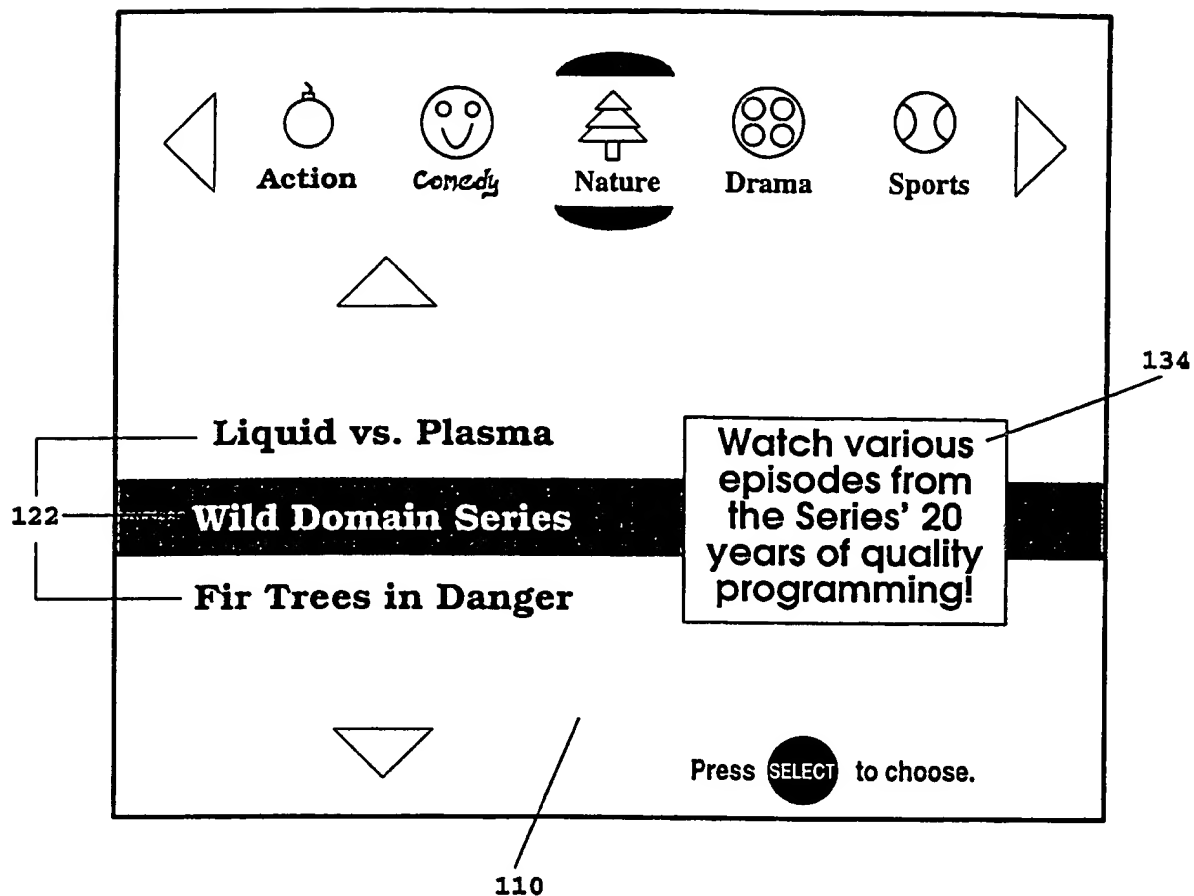 Action Comedy Nature Drama Sports
134
Liquid vs. Plasma
122 Wild Domain Series
Fir Trees in Danger
Watch various
episodes from
the Series' 20
years of quality
programming!
Press SELECT to choose.
110